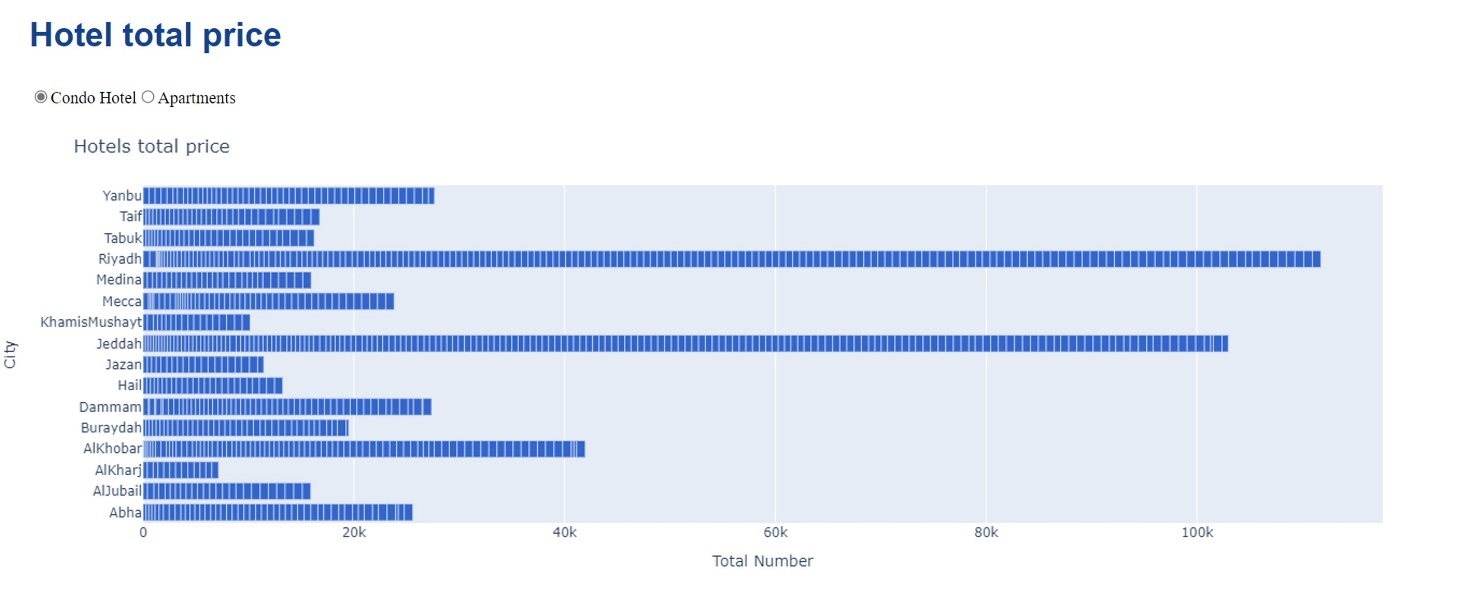 Hotel total price
Condo Hotel Apartments
Hotels total price
Yanbu
Taif
Tabuk
Riyadh
Medina
Mecca
KhamisMushayt
Jeddah
Jazan
Hail
Dammam
Buraydah
AlKhobar
AlKharj
AlJubail
Abha
City
0 20k 40k 60k 80k 100k
Total Number